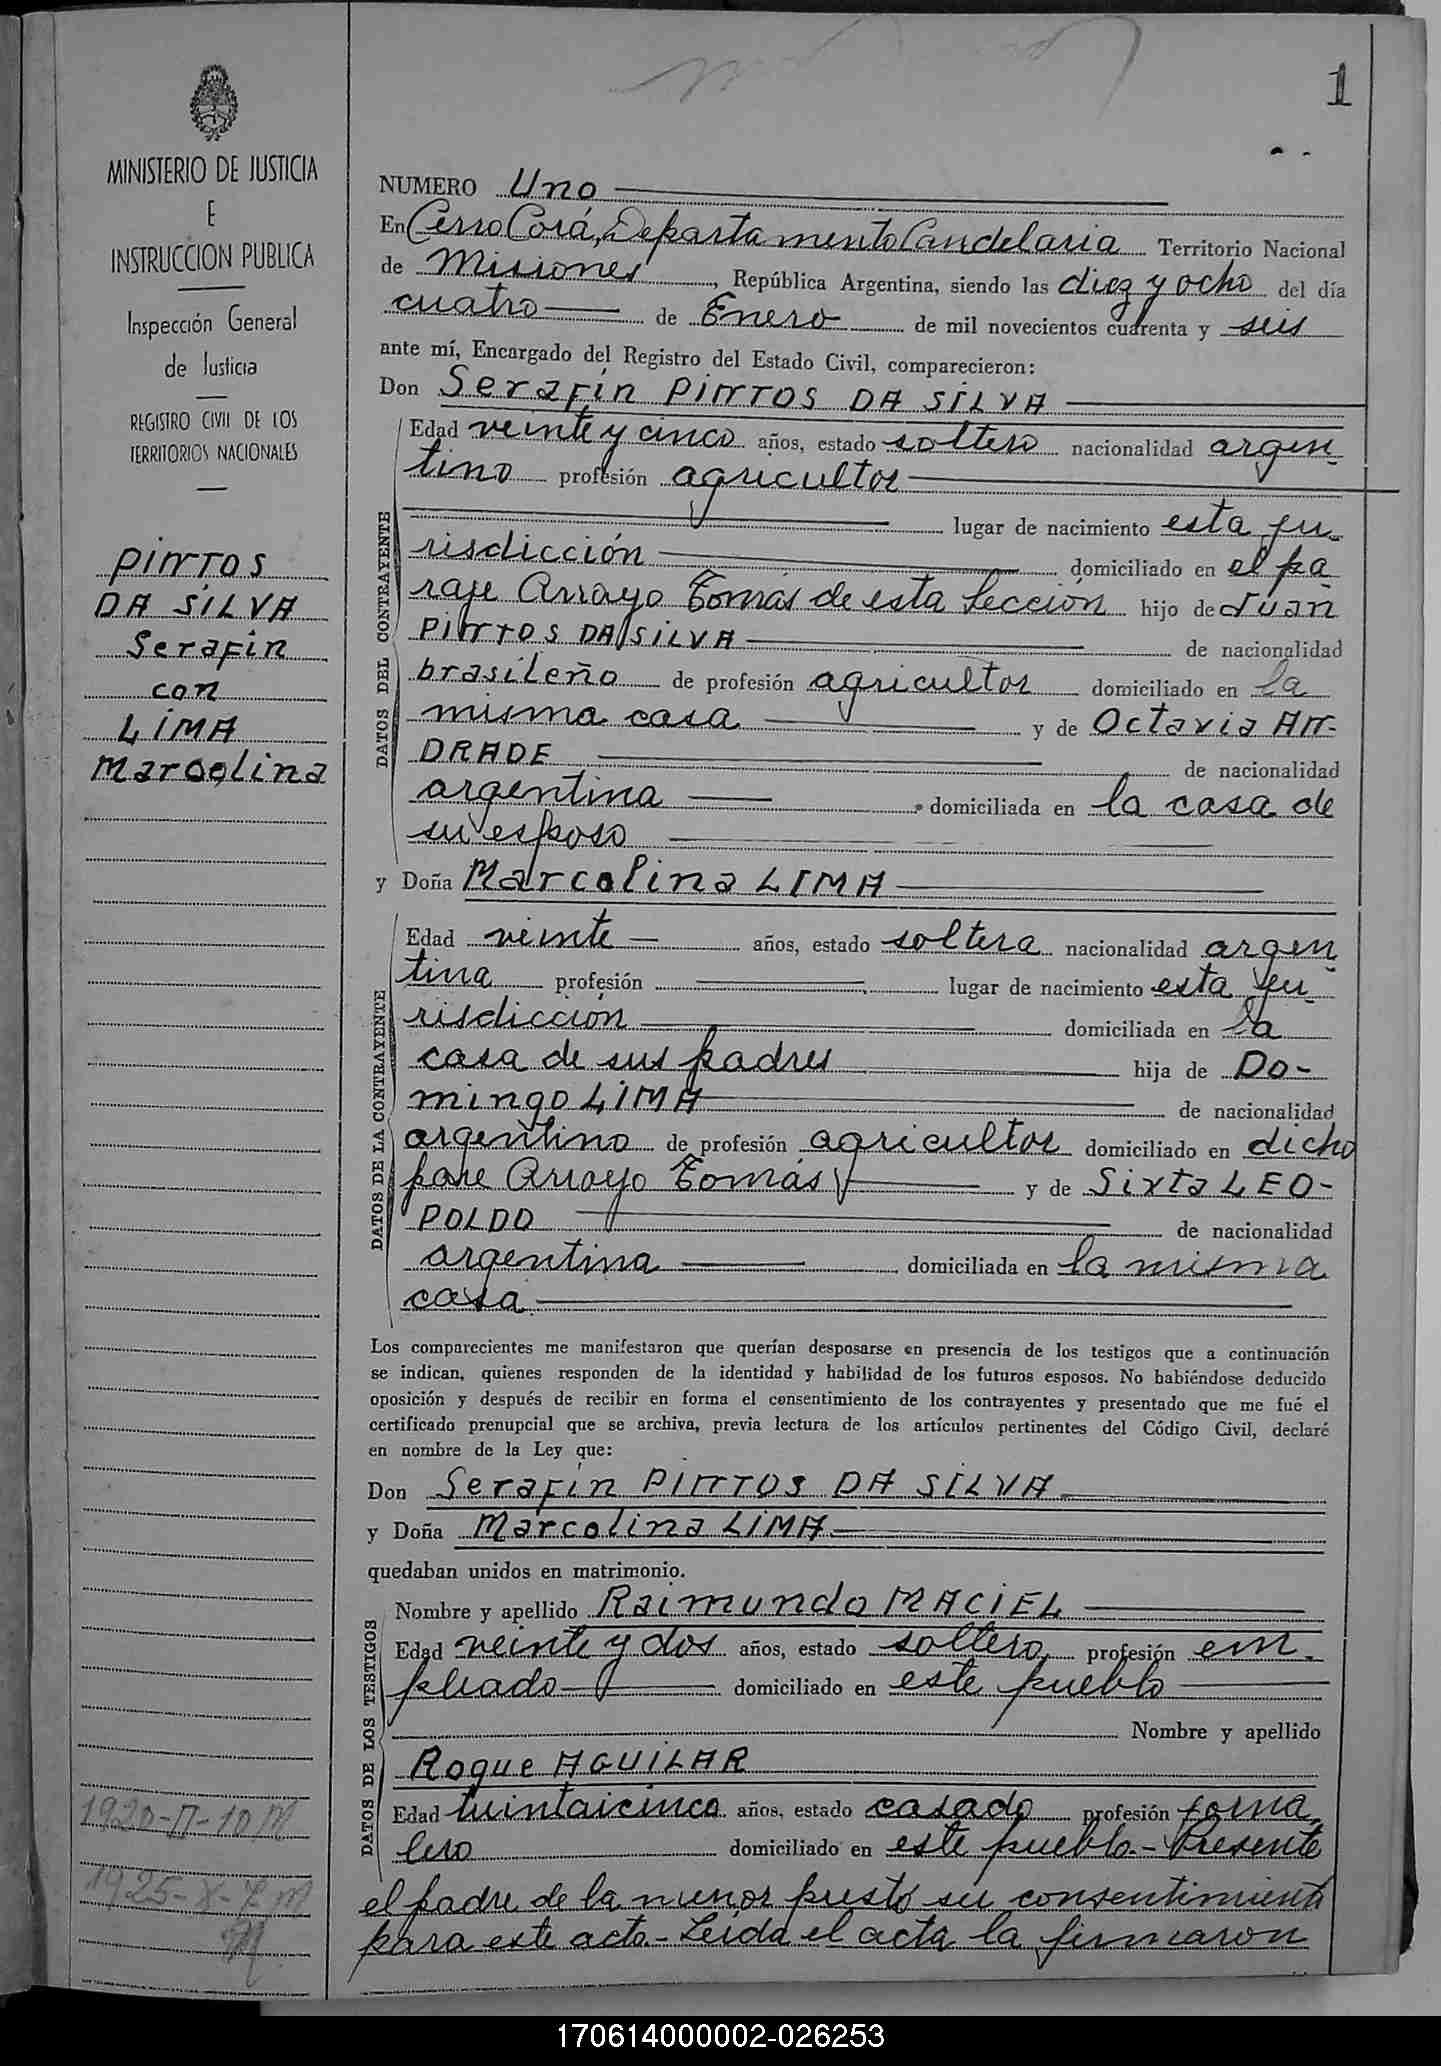 1
MINISTERIO DE JUSTICIA
E
INSTRUCCION PUBLICA
Inspección General
de Justicia
REGISTRO CIVIL DE LOS
TERRITORIOS NACIONALES
PINTOS
DA SILVA
Serafin
con
LIMA
Marcolina
1920-II-10 M
1925-X-7 M
NUMERO Uno
En Cerro Corá, Departamento Candelaria Territorio Nacional
de Misiones, República Argentina, siendo las diez y ocho del día
cuatro de Enero de mil novecientos cuarenta y seis
ante mí, Encargado del Registro del Estado Civil, comparecieron:
Don Serafín PINTOS DA SILVA
DATOS DEL CONTRAYENTE
Edad veinte y cinco años, estado soltero nacionalidad argen-
tino profesión agricultor
lugar de nacimiento esta ju-
risdicción domiciliado en el pa
raje Arroyo Tomás de esta Sección hijo de Juan
PINTOS DA SILVA de nacionalidad
brasileño de profesión agricultor domiciliado en la
misma casa y de Octavia AN-
DRADE de nacionalidad
argentina domiciliada en la casa de
su esposo
y Doña Marcolina LIMA
DATOS DE LA CONTRAYENTE
Edad veinte años, estado soltera nacionalidad argen-
tina profesión lugar de nacimiento esta ju-
risdicción domiciliada en la
casa de sus padres hija de Do-
mingo LIMA de nacionalidad
argentino de profesión agricultor domiciliado en dicho
paje Arroyo Tomás y de Sixta LEO-
POLDO de nacionalidad
argentina domiciliada en la misma
casa
Los comparecientes me manifestaron que querían desposarse en presencia de los testigos que a continuación
se indican, quienes responden de la identidad y habilidad de los futuros esposos. No habiéndose deducido
oposición y después de recibir en forma el consentimiento de los contrayentes y presentado que me fué el
certificado prenupcial que se archiva, previa lectura de los artículos pertinentes del Código Civil, declaré
en nombre de la Ley que:
Don Serafín PINTOS DA SILVA
y Doña Marcolina LIMA
quedaban unidos en matrimonio.
DATOS DE LOS TESTIGOS
Nombre y apellido Raimundo MACIEL
Edad veinte y dos años, estado soltero profesión em-
pleado domiciliado en este pueblo
Nombre y apellido
Roque AGUILAR
Edad treintaicinco años, estado casado profesión jorna-
lero domiciliado en este pueblo.- Presente
el padre de la menor prestó su consentimiento
para este acto.- Leida el acta la firmaron
170614000002-026253